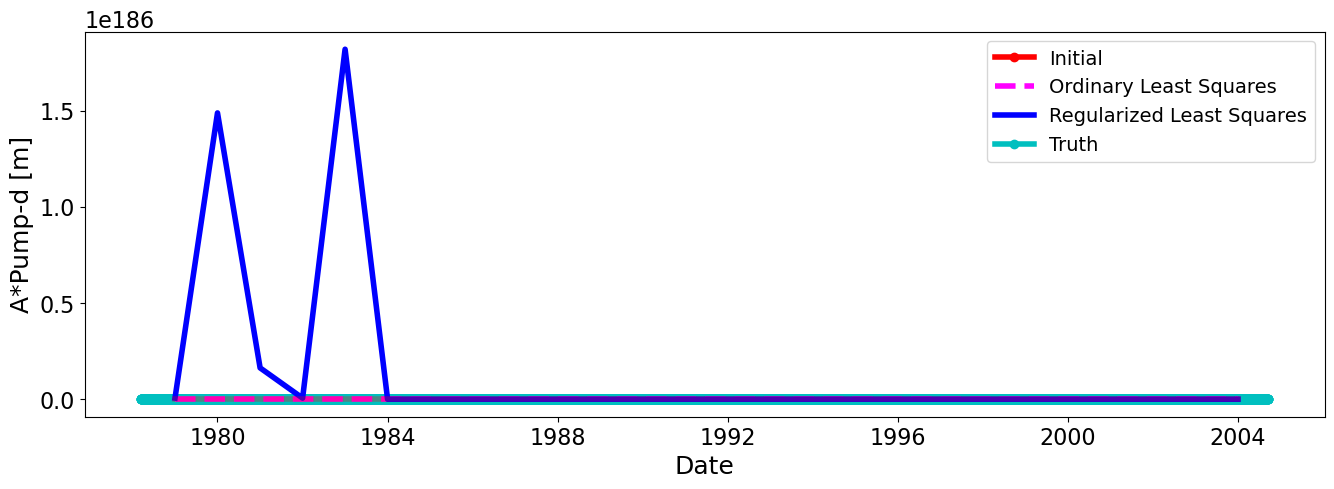 1e186
Initial
Ordinary Least Squares
Regularized Least Squares
Truth
A*Pump-d [m]
1.5
1.0
0.5
0.0
1980 1984 1988 1992 1996 2000 2004
Date